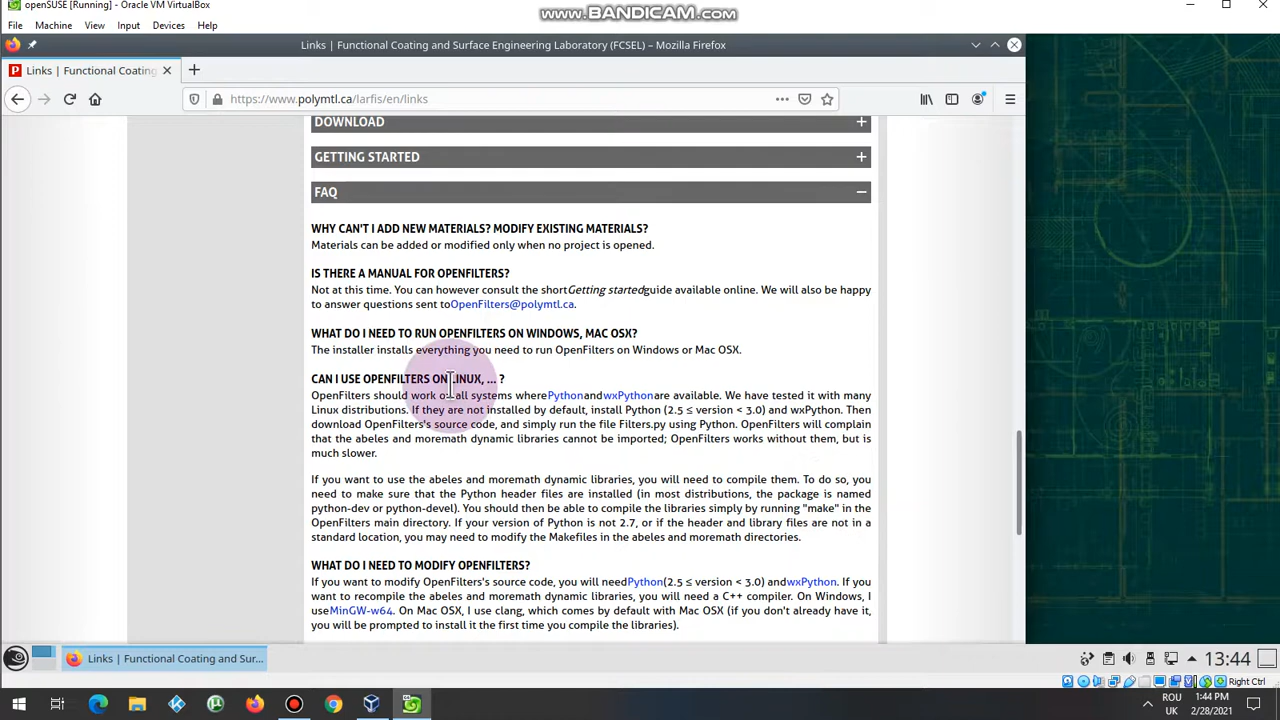 openSUSE [Running] - Oracle VM VirtualBox
www.BANDICAM.com
File Machine View Input Devices Help
Links | Functional Coating and Surface Engineering Laboratory (FCSEL) – Mozilla Firefox
Links | Functional Coating
https://www.polymtl.ca/larfis/en/links
DOWNLOAD
GETTING STARTED
FAQ
WHY CAN'T I ADD NEW MATERIALS? MODIFY EXISTING MATERIALS?
Materials can be added or modified only when no project is opened.
IS THERE A MANUAL FOR OPENFILTERS?
Not at this time. You can however consult the shortGetting startedguide available online. We will also be happy
to answer questions sent toOpenFilters@polymtl.ca.
WHAT DO I NEED TO RUN OPENFILTERS ON WINDOWS, MAC OSX?
The installer installs everything you need to run OpenFilters on Windows or Mac OSX.
CAN I USE OPENFILTERS ON LINUX, ... ?
OpenFilters should work on all systems wherePythonandwxPythonare available. We have tested it with many
Linux distributions. If they are not installed by default, install Python (2.5 ≤ version < 3.0) and wxPython. Then
download OpenFilters's source code, and simply run the file Filters.py using Python. OpenFilters will complain
that the abeles and moremath dynamic libraries cannot be imported; OpenFilters works without them, but is
much slower.
If you want to use the abeles and moremath dynamic libraries, you will need to compile them. To do so, you
need to make sure that the Python header files are installed (in most distributions, the package is named
python-dev or python-devel). You should then be able to compile the libraries simply by running "make" in the
OpenFilters main directory. If your version of Python is not 2.7, or if the header and library files are not in a
standard location, you may need to modify the Makefiles in the abeles and moremath directories.
WHAT DO I NEED TO MODIFY OPENFILTERS?
If you want to modify OpenFilters's source code, you will needPython(2.5 ≤ version < 3.0) andwxPython. If you
want to recompile the abeles and moremath dynamic libraries, you will need a C++ compiler. On Windows, I
useMinGW-w64. On Mac OSX, I use clang, which comes by default with Mac OSX (if you don't already have it,
you will be prompted to install it the first time you compile the libraries).
Links | Functional Coating and Sur...
13:44
Right Ctrl
ROU 1:44 PM
UK 2/28/2021